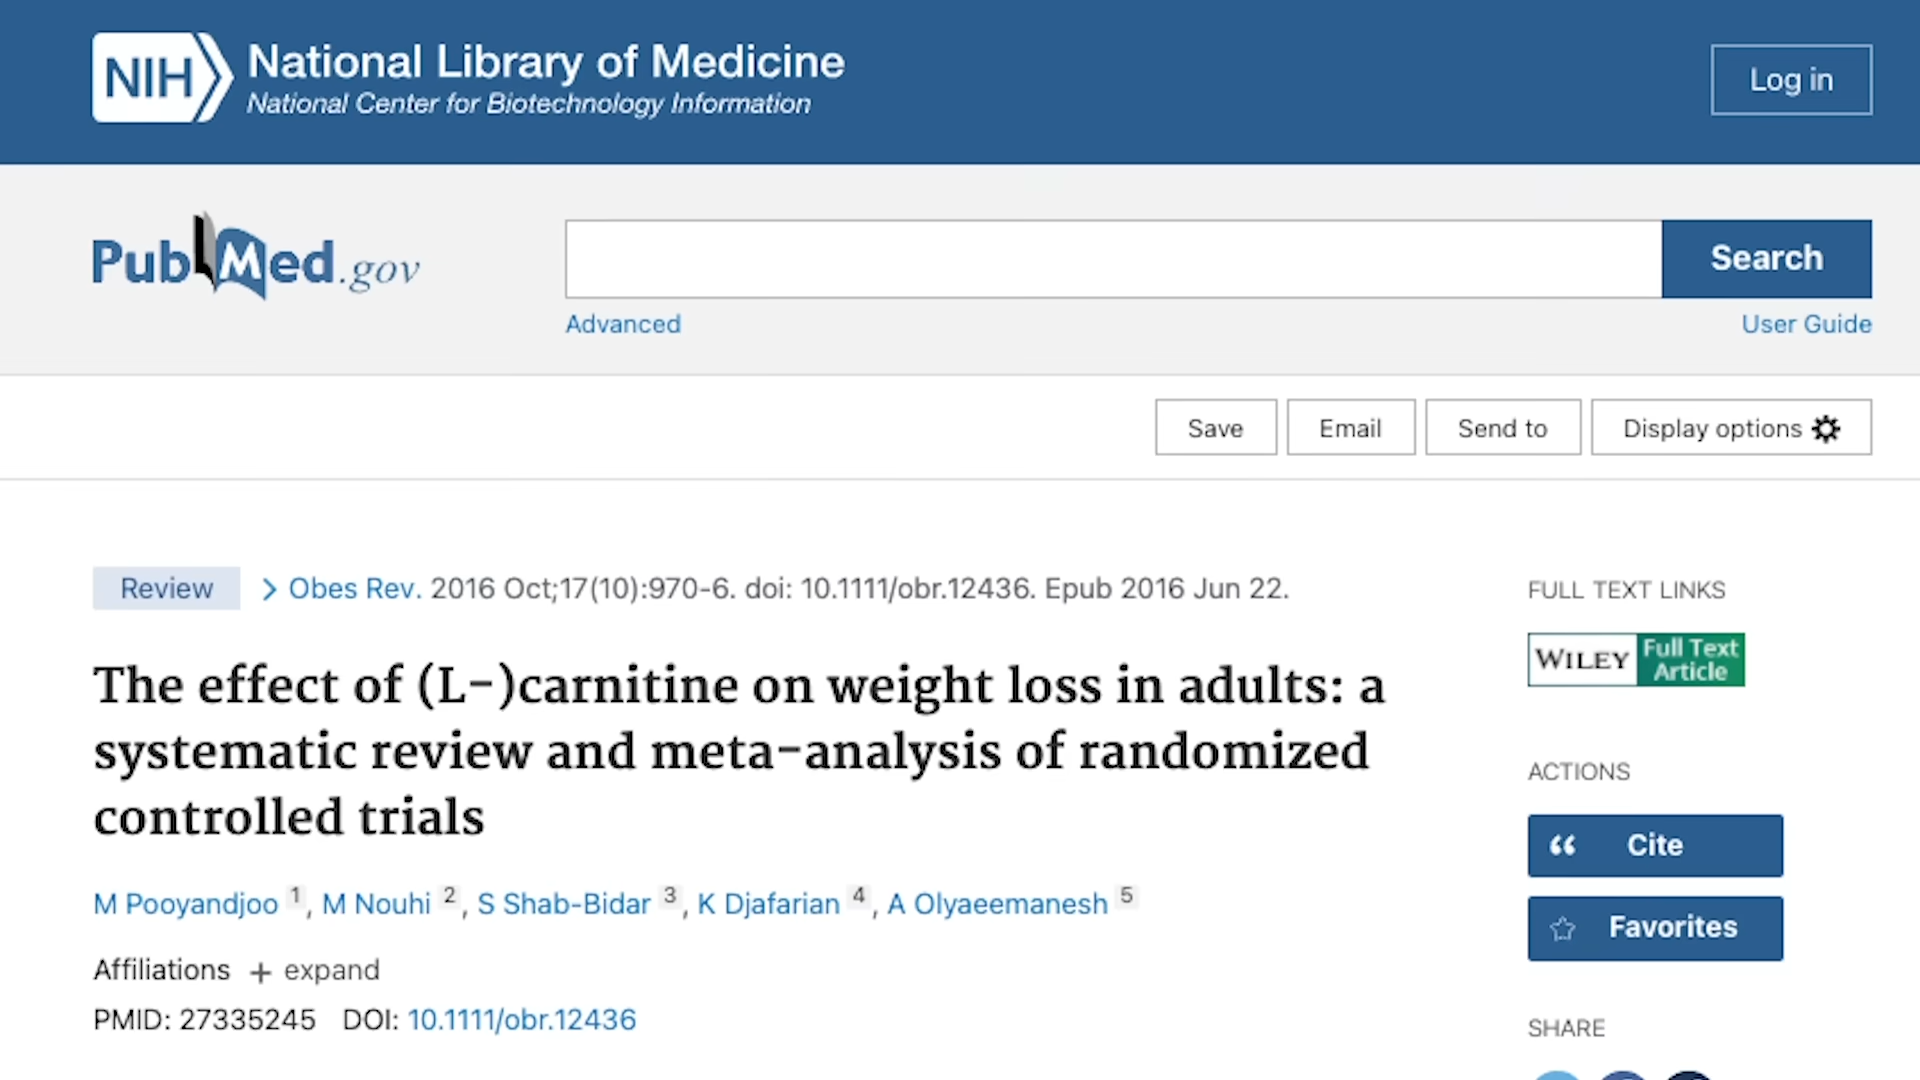 NIH National Library of Medicine
National Center for Biotechnology Information
Log in
PubMed.gov
Search
Advanced
User Guide
Save
Email
Send to
Display options
Review
Obes Rev. 2016 Oct;17(10):970-6. doi: 10.1111/obr.12436. Epub 2016 Jun 22.
The effect of (L-)carnitine on weight loss in adults: a
systematic review and meta-analysis of randomized
controlled trials
M Pooyandjoo 1, M Nouhi 2, S Shab-Bidar 3, K Djafarian 4, A Olyaeemanesh 5
Affiliations + expand
PMID: 27335245 DOI: 10.1111/obr.12436
FULL TEXT LINKS
WILEY Full Text
Article
ACTIONS
Cite
Favorites
SHARE